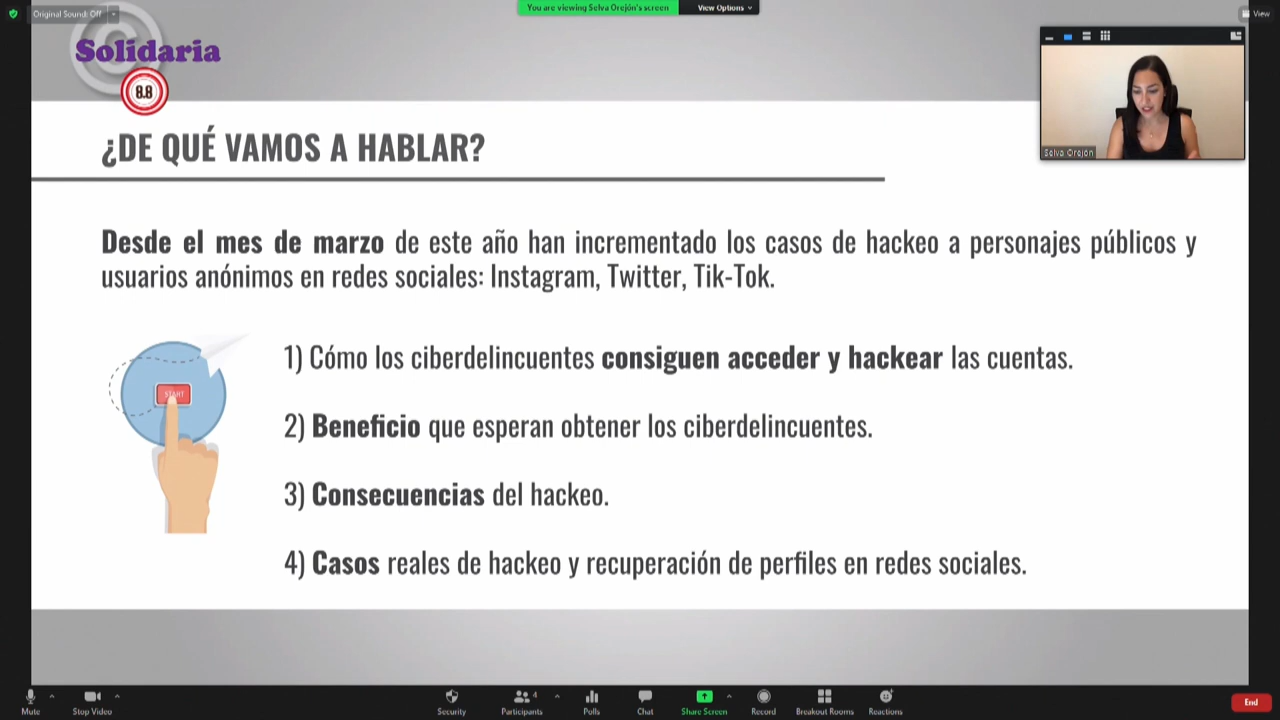 Original Sound: Off
You are viewing Selva Orejón's screen
View Options
View
Solidaria
8.8
¿DE QUÉ VAMOS A HABLAR?
Selva Orejón
Desde el mes de marzo de este año han incrementado los casos de hackeo a personajes públicos y
usuarios anónimos en redes sociales: Instagram, Twitter, Tik-Tok.
START
1) Cómo los ciberdelincuentes consiguen acceder y hackear las cuentas.
2) Beneficio que esperan obtener los ciberdelincuentes.
3) Consecuencias del hackeo.
4) Casos reales de hackeo y recuperación de perfiles en redes sociales.
Mute
Stop Video
Security
Participants
4
Polls
Chat
Share Screen
Record
Breakout Rooms
Reactions
End